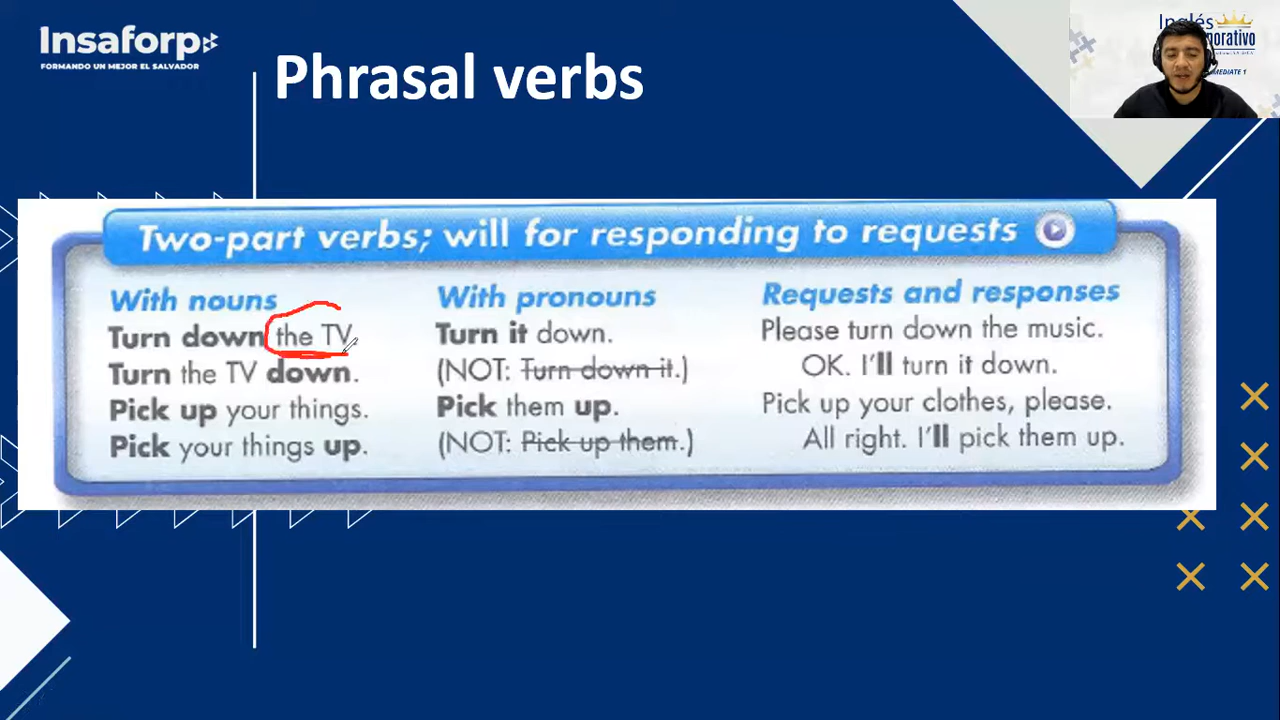 Insaforp
FORMANDO UN MEJOR EL SALVADOR
Phrasal verbs
Inglés
MEDIATE 1
Two-part verbs; will for responding to requests
With nouns
Turn down the TV.
Turn the TV down.
Pick up your things.
Pick your things up.
With pronouns
Turn it down.
(NOT: Turn down it.)
Pick them up.
(NOT: Pick up them.)
Requests and responses
Please turn down the music.
OK. I'll turn it down.
Pick up your clothes, please.
All right. I'll pick them up.